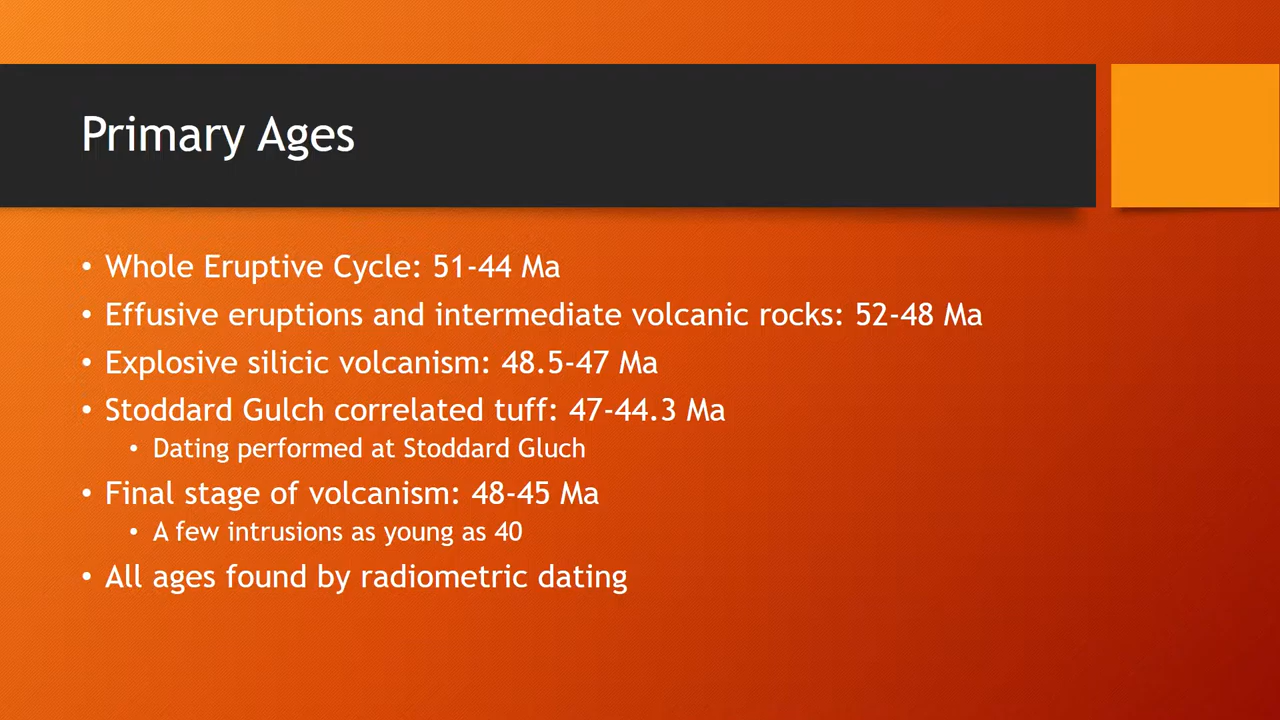 Primary Ages
• Whole Eruptive Cycle: 51-44 Ma
• Effusive eruptions and intermediate volcanic rocks: 52-48 Ma
• Explosive silicic volcanism: 48.5-47 Ma
• Stoddard Gulch correlated tuff: 47-44.3 Ma
• Dating performed at Stoddard Gluch
• Final stage of volcanism: 48-45 Ma
• A few intrusions as young as 40
• All ages found by radiometric dating